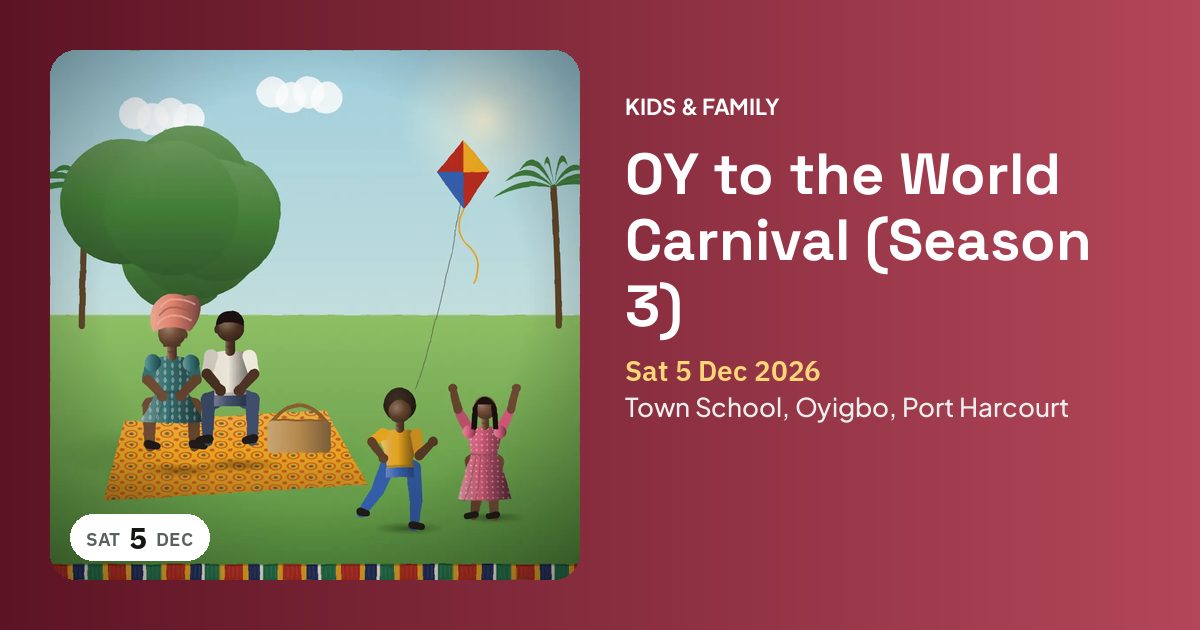 KIDS & FAMILY
OY to the World
Carnival (Season
3)
Sat 5 Dec 2026
Town School, Oyigbo, Port Harcourt
SAT 5 DEC